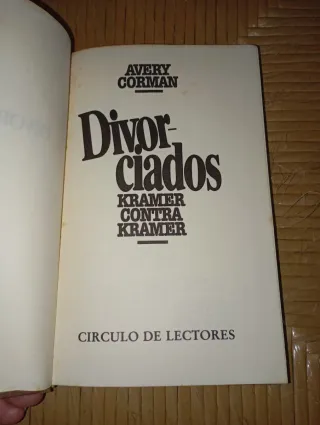 AVERY
CORMAN
Divor-
ciados
KRAMER
CONTRA
KRAMER
CIRCULO DE LECTORES